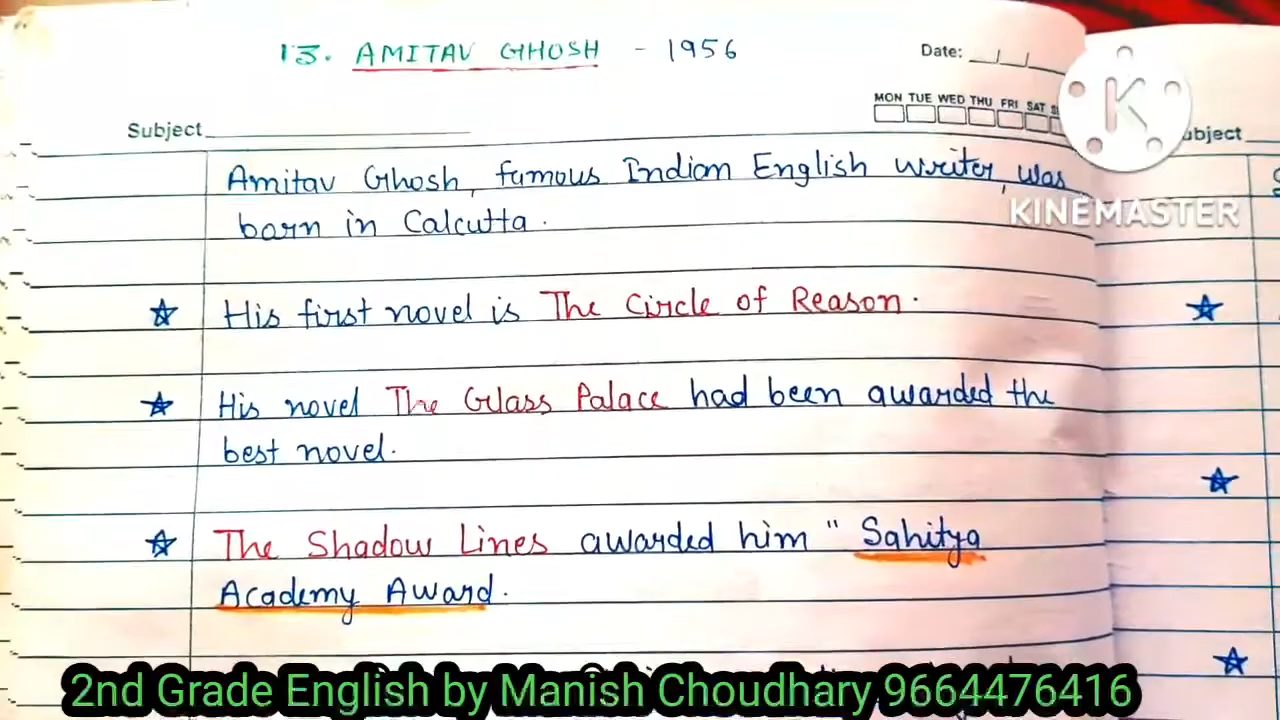 13. AMITAV GHOSH - 1956
Date:
MON TUE WED THU FRI SAT
Subject
ubject
KINEMASTER
Amitav Ghosh, famous Indian English writer, was
born in Calcutta.
His first novel is The Circle of Reason.
His novel The Glass Palace had been awarded the
best novel.
The Shadow Lines awarded him " Sahitya
Academy Award.
2nd Grade English by Manish Choudhary 9664476416